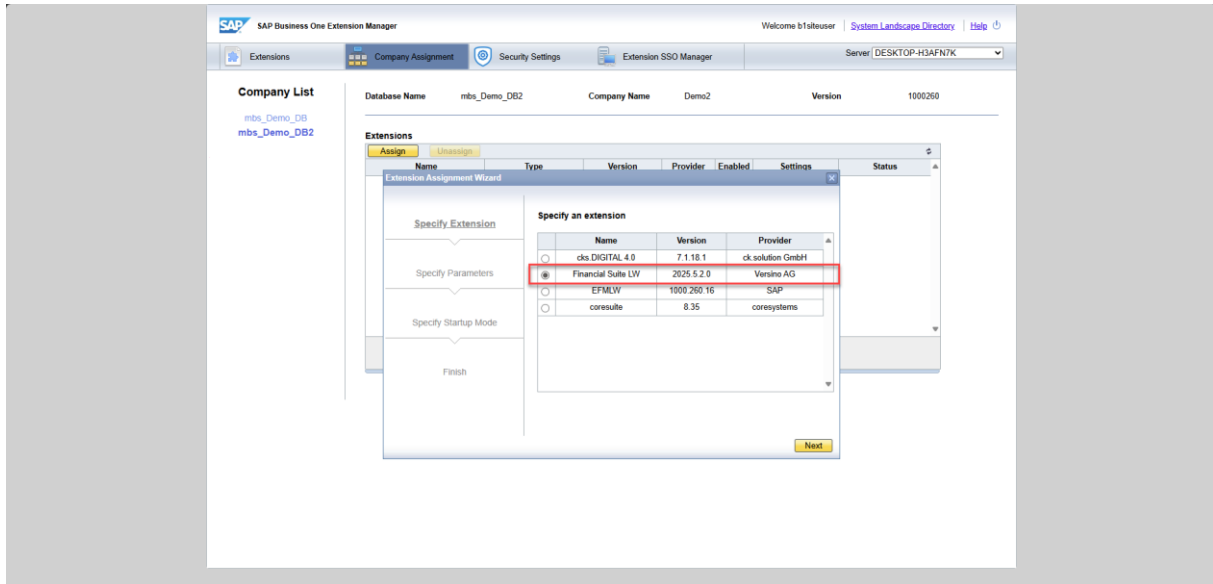 SAP SAP Business One Extension Manager Welcome b1siteuser System Landscape Directory Help
Extensions Company Assignment Security Settings Extension SSO Manager Server DESKTOP-H3AFN7K
Company List
mbs_Demo_DB
mbs_Demo_DB2
Database Name mbs_Demo_DB2 Company Name Demo2 Version 1000260
Extensions
Assign Unassign
Name Type Version Provider Enabled Settings Status
Extension Assignment Wizard
Specify Extension
Specify Parameters
Specify Startup Mode
Finish
Specify an extension
Name Version Provider
cks.DIGITAL 4.0 7.1.18.1 ck.solution GmbH
Financial Suite LW 2025.5.2.0 Versino AG
EFMLW 1000.260.16 SAP
coresuite 8.35 coresystems
Next